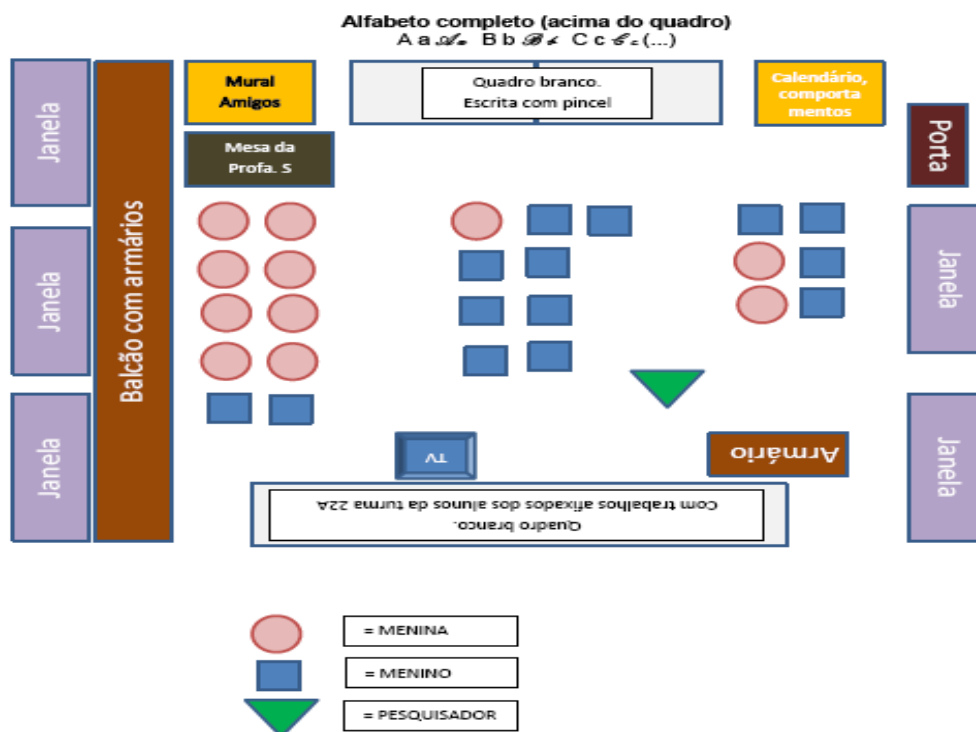 Alfabeto completo (acima do quadro)
A a 𝒜 𝒶 B b ℬ 𝒷 C c 𝒞 𝒸 (...)
Janela
Janela
Janela
Balcão com armários
Mural
Amigos
Quadro branco.
Escrita com pincel
Calendário,
comporta
mentos
Mesa da
Profa. S
Porta
Janela
Janela
TV
Armário
Quadro branco.
Com trabalhos afixados dos alunos da turma 22A
= MENINA
= MENINO
= PESQUISADOR